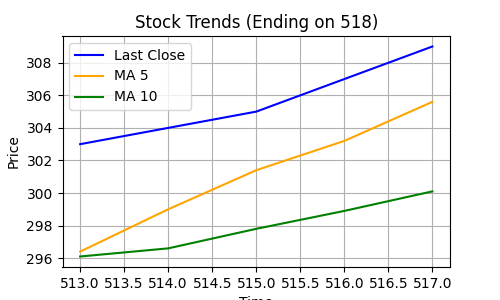 Stock Trends (Ending on 518)
Last Close
MA 5
MA 10
Price
308
306
304
302
300
298
296
513.0 513.5 514.0 514.5 515.0 515.5 516.0 516.5 517.0
Time